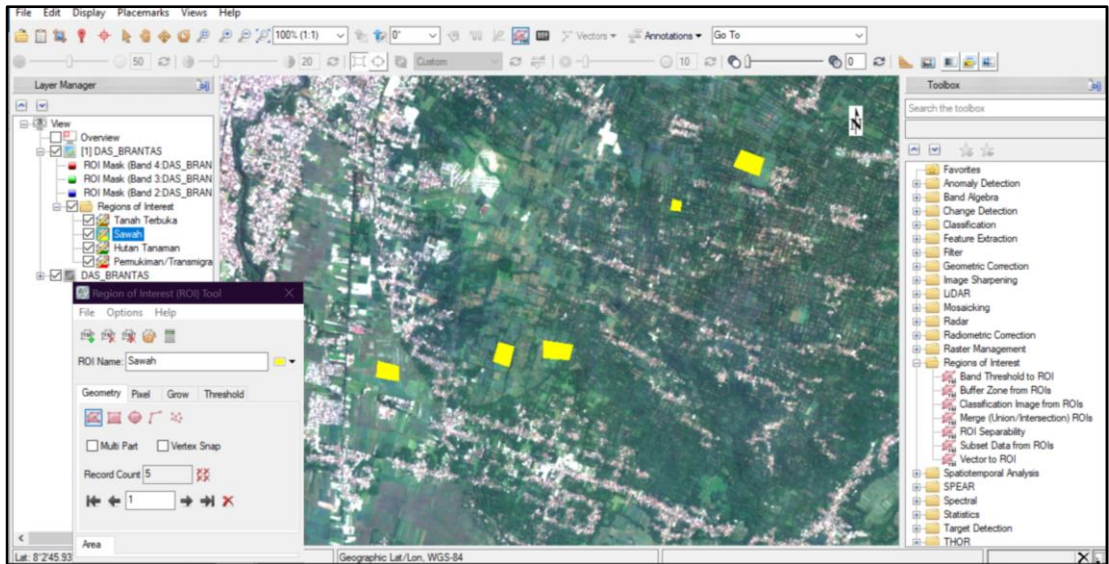 File Edit Display Placemarks Views Help
100% (1:1) 0° Vectors Annotations Go To
50 20 Custom 10 0
Layer Manager
View
Overview
[1] DAS_BRANTAS
ROI Mask (Band 4:DAS_BRAN
ROI Mask (Band 3:DAS_BRAN
ROI Mask (Band 2:DAS_BRAN
Regions of Interest
Tanah Terbuka
Sawah
Hutan Tanaman
Permukiman/Transmigra
DAS_BRANTAS
Region of Interest (ROI) Tool
File Options Help
ROI Name: Sawah
Geometry Pixel Grow Threshold
Multi Part Vertex Snap
Record Count 5
1
Area
Lat: 8°2'45.93
Geographic Lat/Lon, WGS-84
N
Toolbox
Search the toolbox
Favorites
Anomaly Detection
Band Algebra
Change Detection
Classification
Feature Extraction
Filter
Geometric Correction
Image Sharpening
LiDAR
Mosaicking
Radar
Radiometric Correction
Raster Management
Regions of Interest
Band Threshold to ROI
Buffer Zone from ROIs
Classification Image from ROIs
Merge (Union/Intersection) ROIs
ROI Separability
Subset Data from ROIs
Vector to ROI
Spatiotemporal Analysis
SPEAR
Spectral
Statistics
Target Detection
THOR